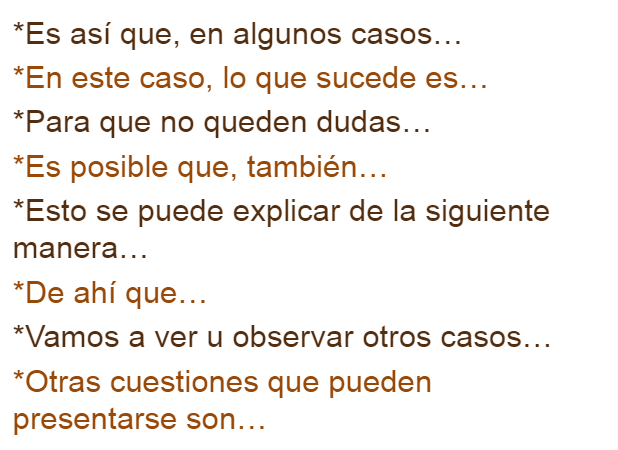 *Es así que, en algunos casos…
*En este caso, lo que sucede es…
*Para que no queden dudas…
*Es posible que, también…
*Esto se puede explicar de la siguiente
manera…
*De ahí que…
*Vamos a ver u observar otros casos…
*Otras cuestiones que pueden
presentarse son…